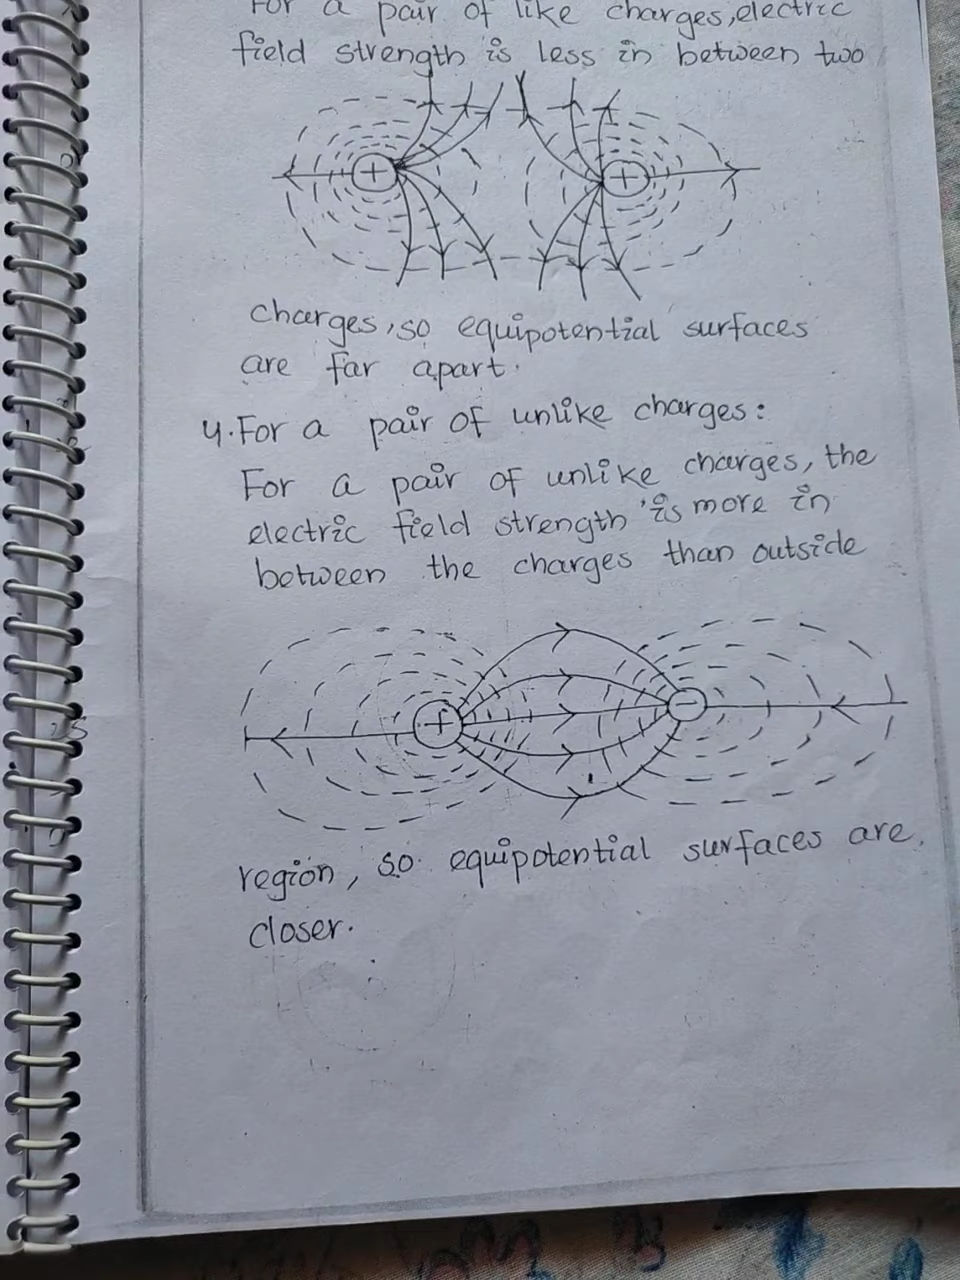 For a pair of like charges, electric
field strength is less in between two
+
+
charges, so equipotential surfaces
are far apart.
4. For a pair of unlike charges:
For a pair of unlike charges, the
electric field strength is more in
between the charges than outside
+
-
region, so equipotential surfaces are
closer.